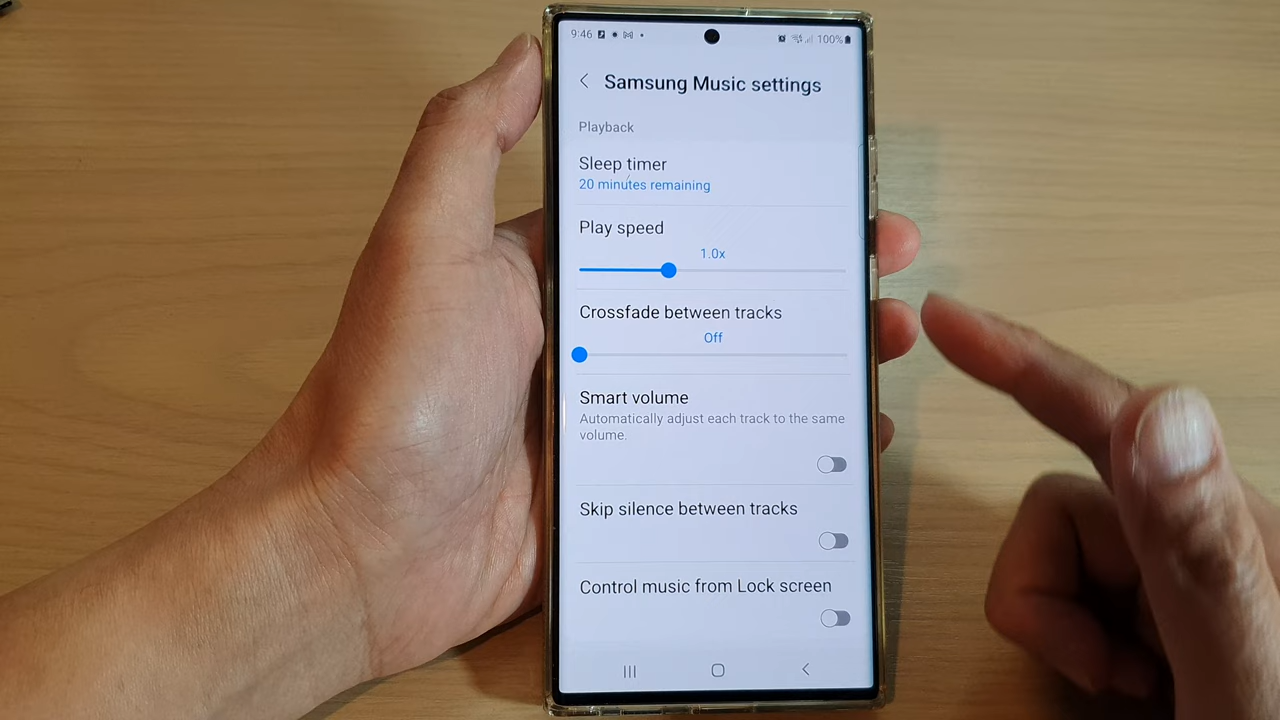 9:46 100%
Samsung Music settings
Playback
Sleep timer
20 minutes remaining
Play speed
1.0x
Crossfade between tracks
Off
Smart volume
Automatically adjust each track to the same
volume.
Skip silence between tracks
Control music from Lock screen